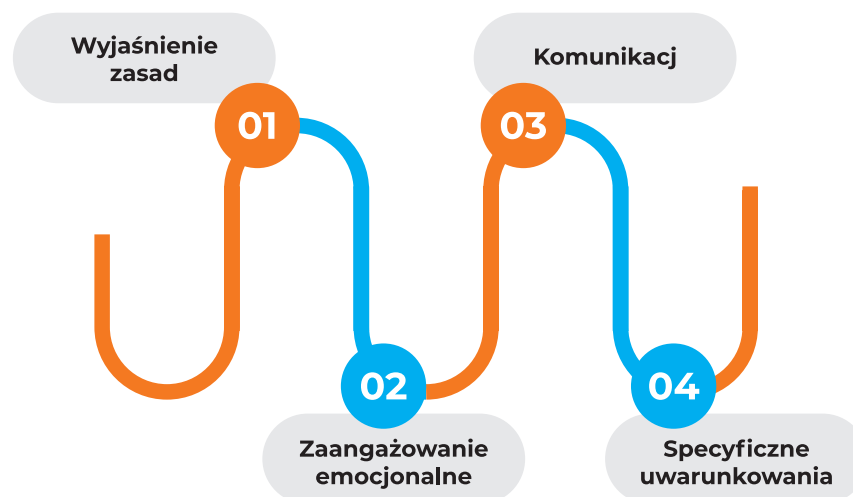 Wyjaśnienie
zasad
01
Zaangażowanie
emocjonalne
02
Komunikacj
03
Specyficzne
uwarunkowania
04